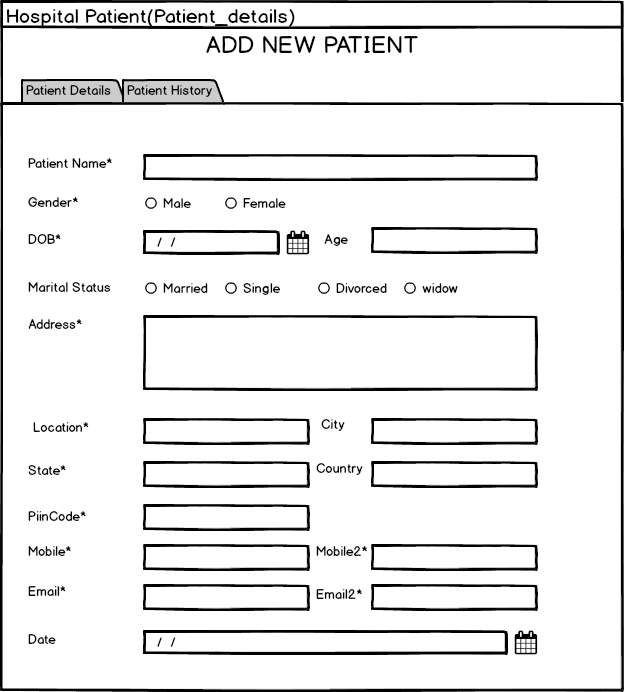 Hospital Patient(Patient_details)
ADD NEW PATIENT
Patient Details Patient History
Patient Name*
Gender* Male Female
DOB* / / Age
Marital Status Married Single Divorced widow
Address*
Location* City
State* Country
PiinCode*
Mobile* Mobile2*
Email* Email2*
Date / /